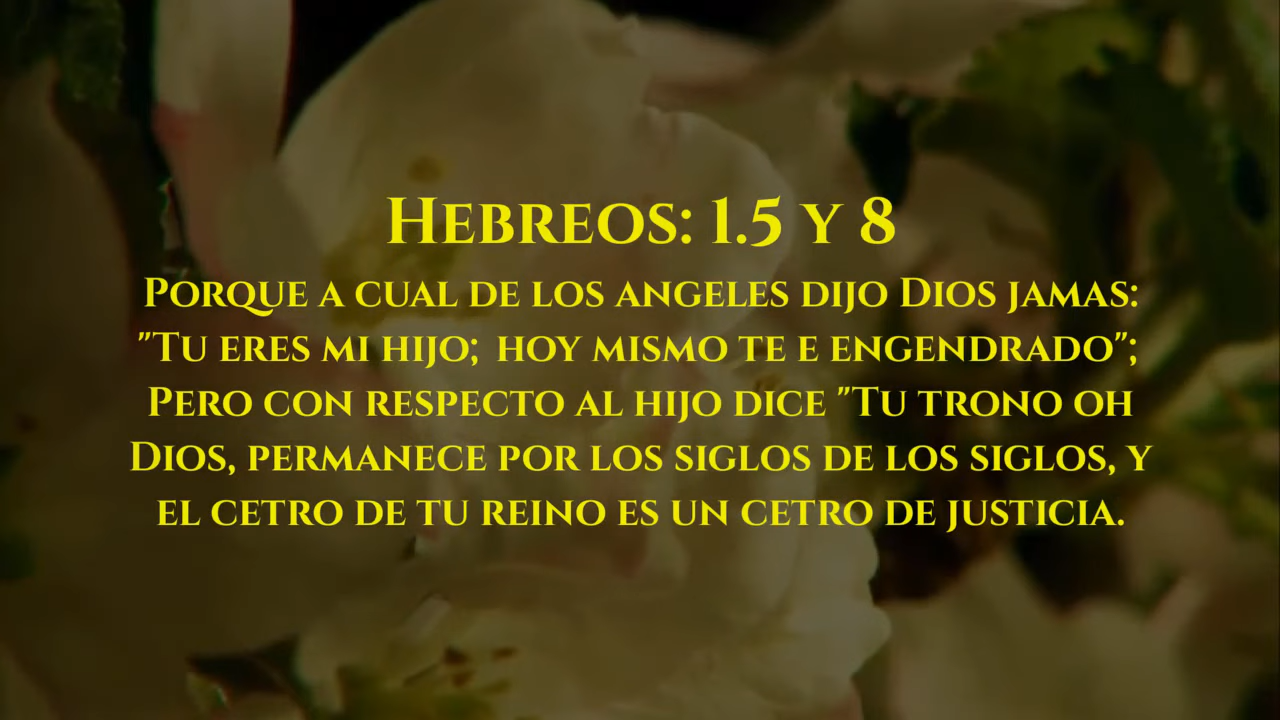 Hebreos: 1.5 y 8
Porque a cual de los angeles dijo Dios jamas:
"Tu eres mi hijo; hoy mismo te e engendrado";
Pero con respecto al hijo dice "Tu trono oh
Dios, permanece por los siglos de los siglos, y
el cetro de tu reino es un cetro de justicia.